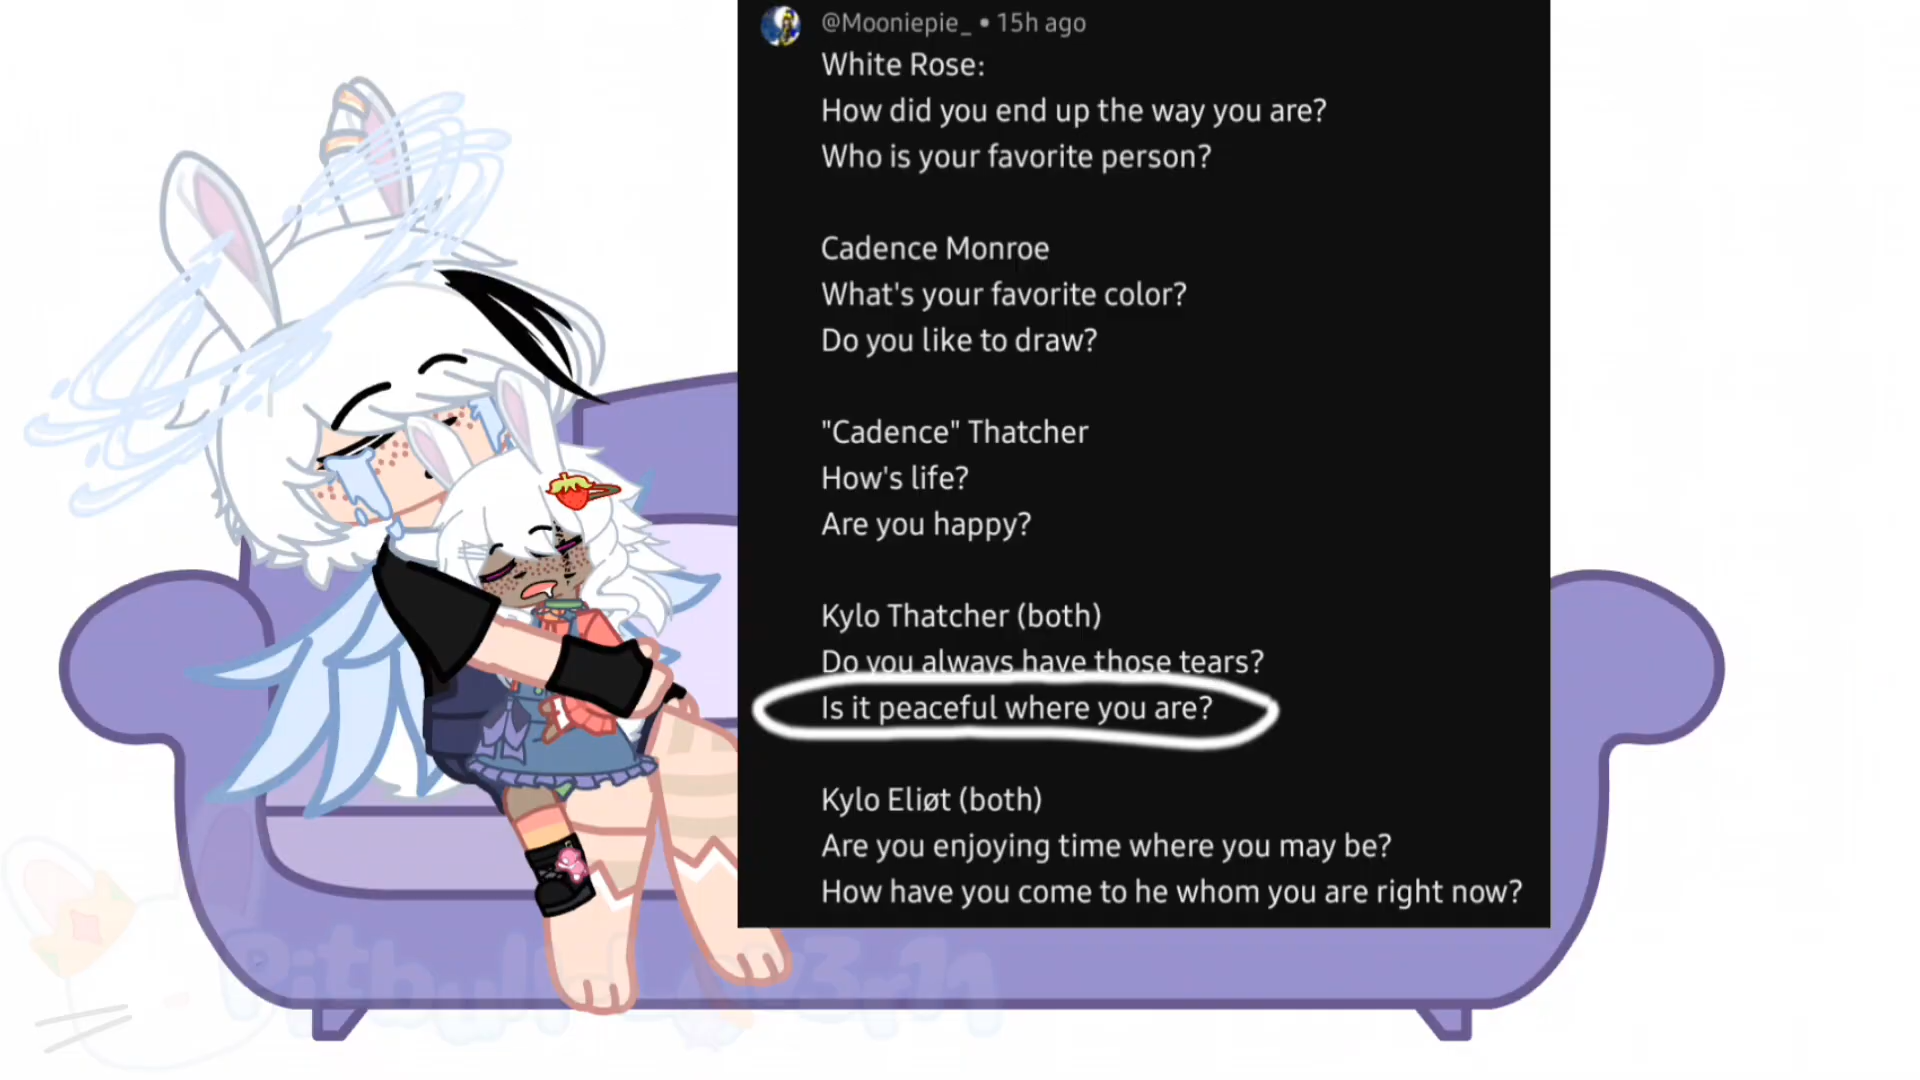 @Mooniepie_ • 15h ago
White Rose:
How did you end up the way you are?
Who is your favorite person?
Cadence Monroe
What's your favorite color?
Do you like to draw?
"Cadence" Thatcher
How's life?
Are you happy?
Kylo Thatcher (both)
Do you always have those tears?
Is it peaceful where you are?
Kylo Eliøt (both)
Are you enjoying time where you may be?
How have you come to he whom you are right now?